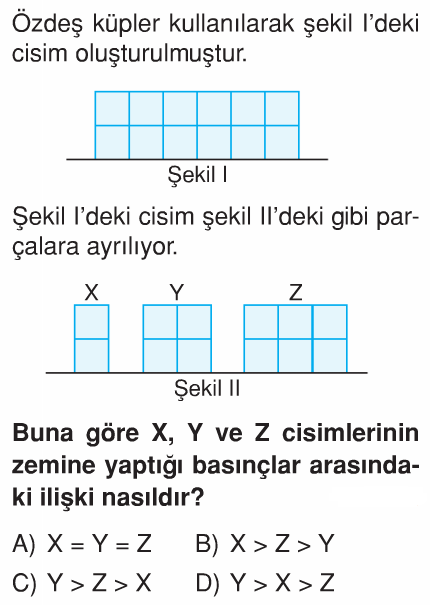 Özdeş küpler kullanılarak şekil I’deki
cisim oluşturulmuştur.
Şekil I
Şekil I’deki cisim şekil II’deki gibi par-
çalara ayrılıyor.
X Y Z
Şekil II
Buna göre X, Y ve Z cisimlerinin
zemine yaptığı basınçlar arasında-
ki ilişki nasıldır?
A) X = Y = Z B) X > Z > Y
C) Y > Z > X D) Y > X > Z